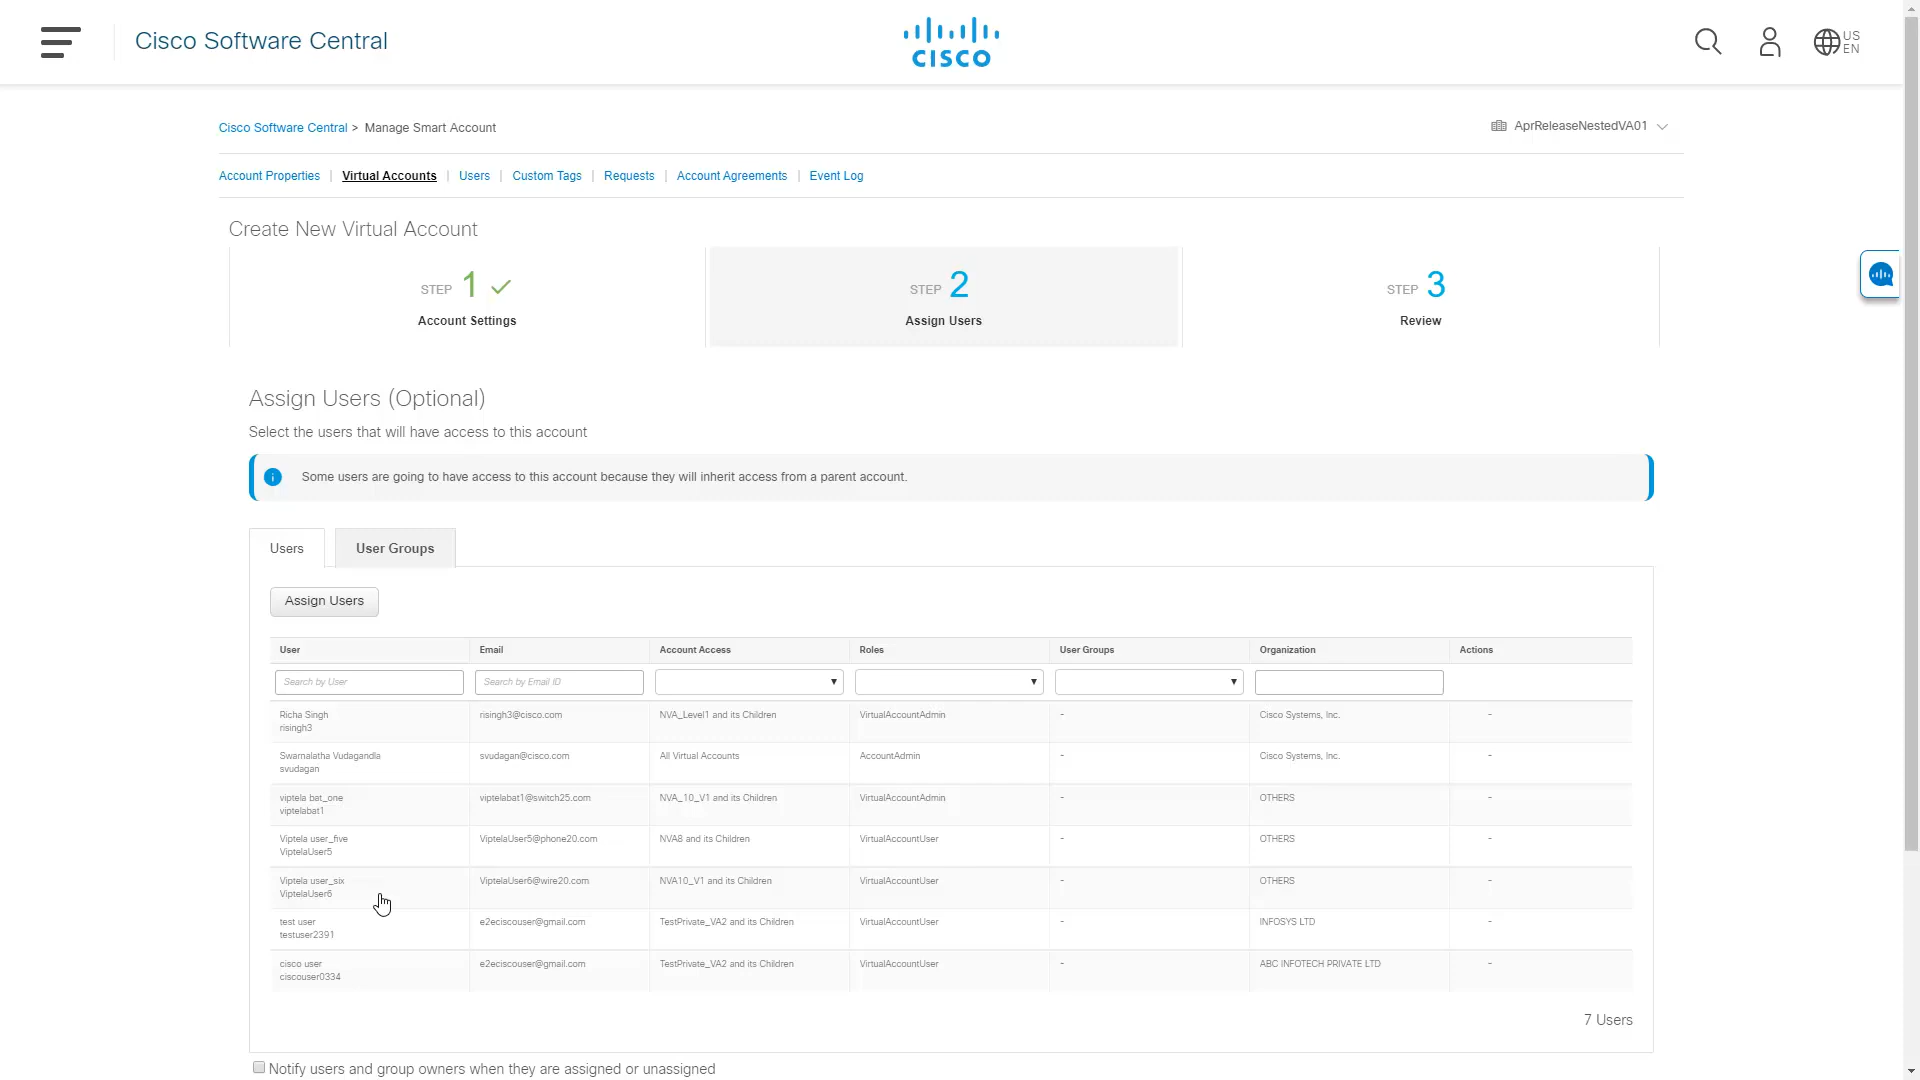 Cisco Software Central
CISCO
US
EN
Cisco Software Central > Manage Smart Account
AprReleaseNestedVA01
Account Properties | Virtual Accounts | Users | Custom Tags | Requests | Account Agreements | Event Log
Create New Virtual Account
STEP 1
Account Settings
STEP 2
Assign Users
STEP 3
Review
Assign Users (Optional)
Select the users that will have access to this account
Some users are going to have access to this account because they will inherit access from a parent account.
Users
User Groups
Assign Users
User Email Account Access Roles User Groups Organization Actions
Search by User Search by Email ID
Richa Singh risingh3@cisco.com NVA_Level1 and its Children VirtualAccountAdmin - Cisco Systems, Inc. -
risingh3
Swarnalatha Vudagandla svudagan@cisco.com All Virtual Accounts AccountAdmin - Cisco Systems, Inc. -
svudagan
viptela bat_one viptelabat1@switch25.com NVA_10_V1 and its Children VirtualAccountAdmin - OTHERS -
viptelabat1
Viptela user_five ViptelaUser5@phone20.com NVA8 and its Children VirtualAccountUser - OTHERS -
ViptelaUser5
Viptela user_six ViptelaUser6@wire20.com NVA10_V1 and its Children VirtualAccountUser - OTHERS -
ViptelaUser6
test user e2eciscouser@gmail.com TestPrivate_VA2 and its Children VirtualAccountUser - INFOSYS LTD -
testuser2391
cisco user e2eciscouser@gmail.com TestPrivate_VA2 and its Children VirtualAccountUser - ABC INFOTECH PRIVATE LTD -
ciscouser0334
7 Users
Notify users and group owners when they are assigned or unassigned